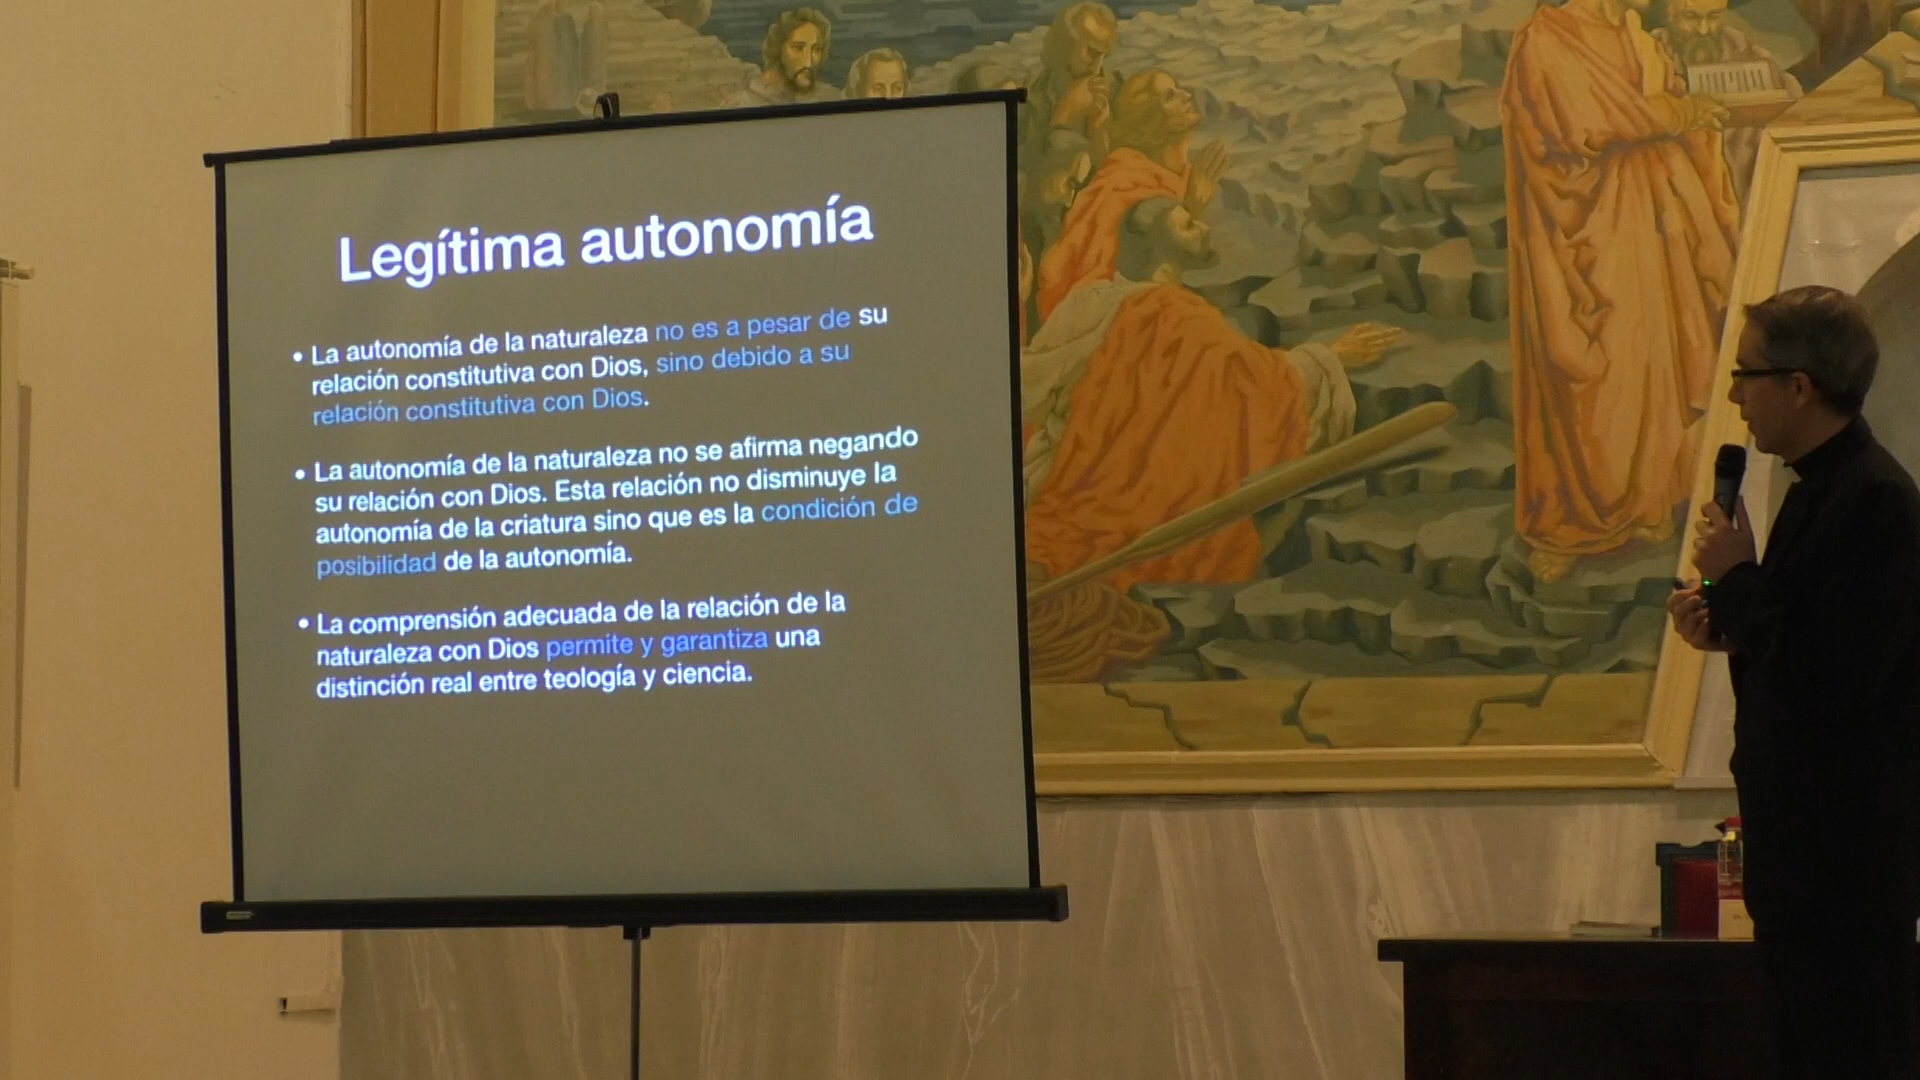 Legítima autonomía
• La autonomía de la naturaleza no es a pesar de su
relación constitutiva con Dios, sino debido a su
relación constitutiva con Dios.
• La autonomía de la naturaleza no se afirma negando
su relación con Dios. Esta relación no disminuye la
autonomía de la criatura sino que es la condición de
posibilidad de la autonomía.
• La comprensión adecuada de la relación de la
naturaleza con Dios permite y garantiza una
distinción real entre teología y ciencia.